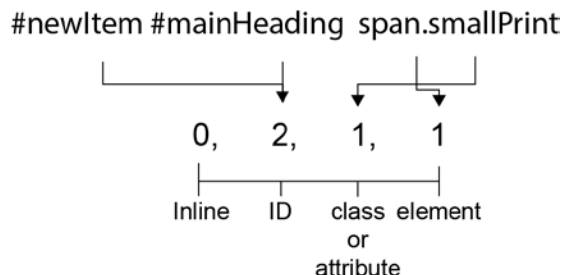 #newItem #mainHeading span.smallPrint
0, 2, 1, 1
Inline ID class element
or
attribute